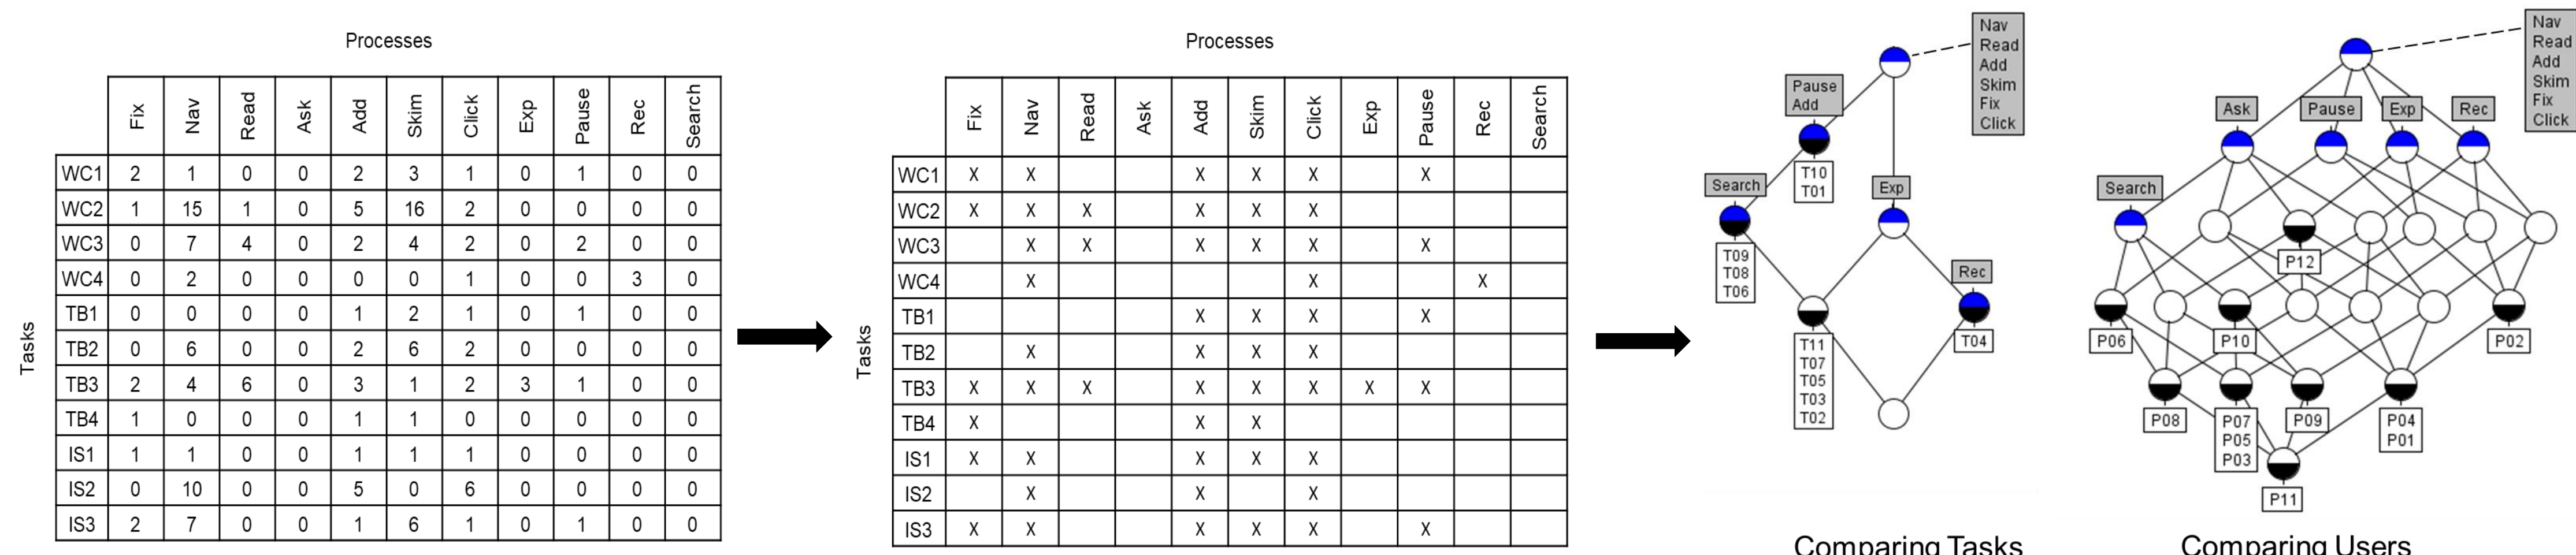 Processes
Fix Nav Read Ask Add Skim Click Exp Pause Rec Search
Tasks
WC1 2 1 0 0 2 3 1 0 1 0 0
WC2 1 15 1 0 5 16 2 0 0 0 0
WC3 0 7 4 0 2 4 2 0 2 0 0
WC4 0 2 0 0 0 0 1 0 0 3 0
TB1 0 0 0 0 1 2 1 0 1 0 0
TB2 0 6 0 0 2 6 2 0 0 0 0
TB3 2 4 6 0 3 1 2 3 1 0 0
TB4 1 0 0 0 1 1 0 0 0 0 0
IS1 1 1 0 0 1 1 1 0 0 0 0
IS2 0 10 0 0 5 0 6 0 0 0 0
IS3 2 7 0 0 1 6 1 0 1 0 0
Processes
Fix Nav Read Ask Add Skim Click Exp Pause Rec Search
Tasks
WC1 X X X X X X
WC2 X X X X X X
WC3 X X X X X X
WC4 X X X
TB1 X X X X
TB2 X X X X
TB3 X X X X X X X X
TB4 X X X
IS1 X X X X X
IS2 X X X
IS3 X X X X X X
Nav
Read
Add
Skim
Fix
Click
Pause
Add
T10
T01
Search
T09
T08
T06
Exp
Rec
T04
T11
T07
T05
T03
T02
Comparing Tasks
Nav
Read
Add
Skim
Fix
Click
Ask
Pause
Exp
Rec
Search
P12
P06
P10
P02
P08
P07
P05
P03
P09
P04
P01
P11
Comparing Users